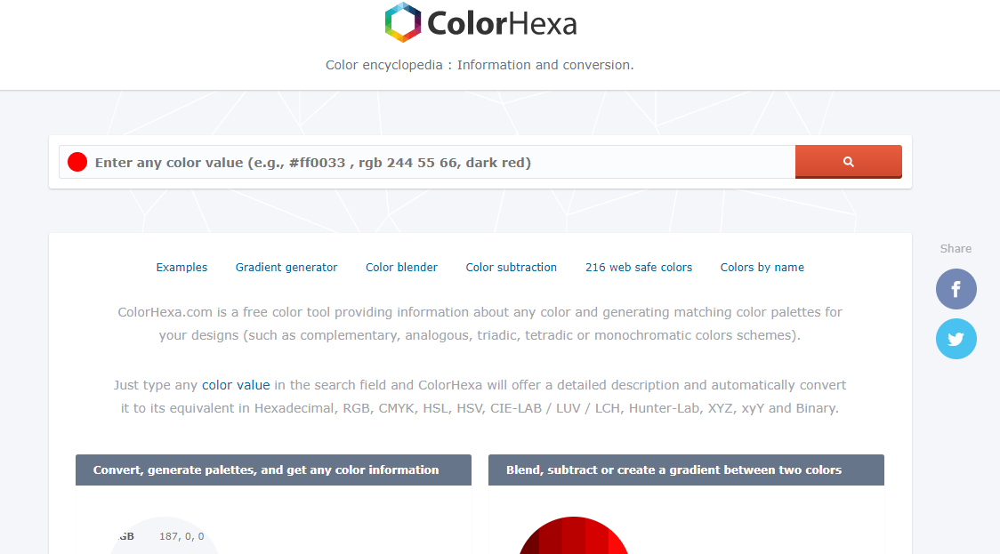 ColorHexa
Color encyclopedia : Information and conversion.
Enter any color value (e.g., #ff0033 , rgb 244 55 66, dark red)
Share
Examples Gradient generator Color blender Color subtraction 216 web safe colors Colors by name
ColorHexa.com is a free color tool providing information about any color and generating matching color palettes for
your designs (such as complementary, analogous, triadic, tetradic or monochromatic colors schemes).
Just type any color value in the search field and ColorHexa will offer a detailed description and automatically convert
it to its equivalent in Hexadecimal, RGB, CMYK, HSL, HSV, CIE-LAB / LUV / LCH, Hunter-Lab, XYZ, xyY and Binary.
Convert, generate palettes, and get any color information
Blend, subtract or create a gradient between two colors
GB 187, 0, 0